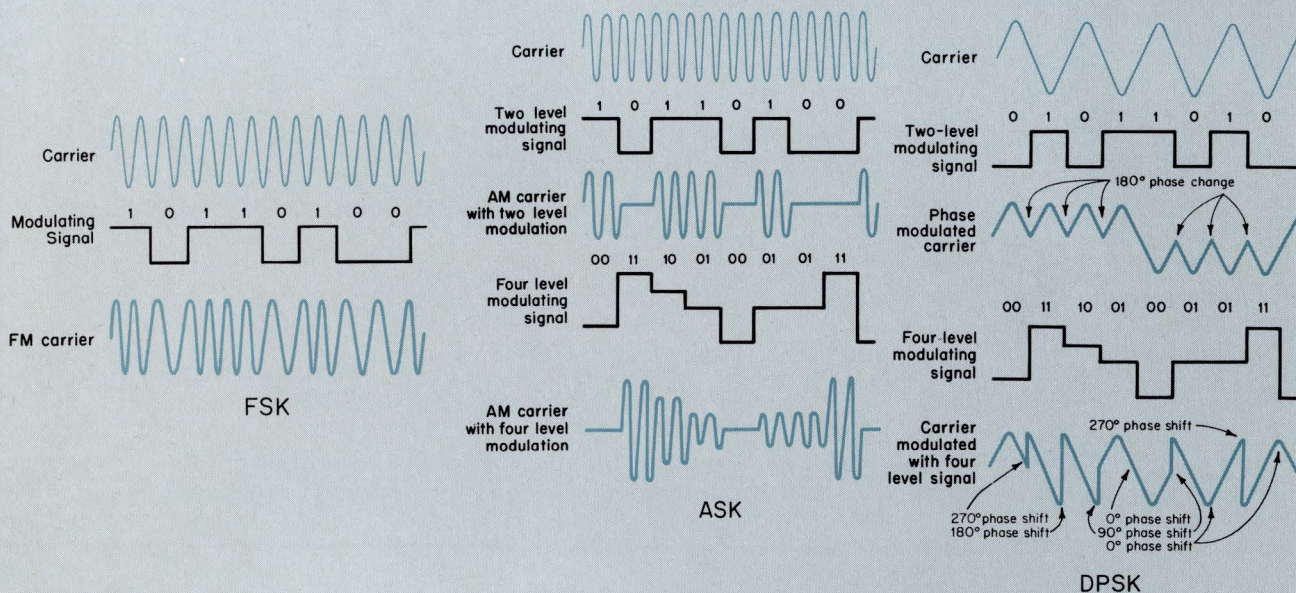 Carrier
Modulating
Signal
1 0 1 1 0 1 0 0
FM carrier
FSK
Carrier
Two level
modulating
signal
1 0 1 1 0 1 0 0
AM carrier
with two level
modulation
Four level
modulating
signal
00 11 10 01 00 01 01 11
AM carrier
with four level
modulation
ASK
Carrier
Two-level
modulating
signal
0 1 0 1 1 0 1 0
180° phase change
Phase
modulated
carrier
Four-level
modulating
signal
00 11 10 01 00 01 01 11
270° phase shift
Carrier
modulated
with four
level signal
270° phase shift
180° phase shift
0° phase shift
90° phase shift
0° phase shift
DPSK